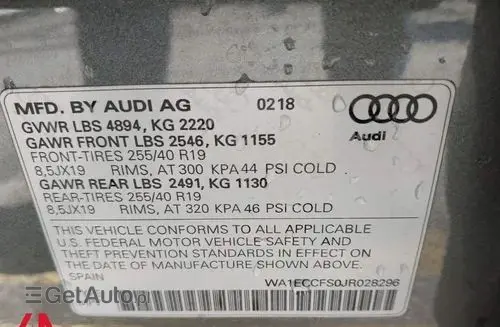 MFD. BY AUDI AG 0218
GVWR LBS 4894, KG 2220
GAWR FRONT LBS 2546, KG 1155
FRONT-TIRES 255/40 R19
8,5JX19 RIMS, AT 300 KPA 44 PSI COLD
GAWR REAR LBS 2491, KG 1130
REAR-TIRES 255/40 R19
8,5JX19 RIMS, AT 320 KPA 46 PSI COLD
Audi
THIS VEHICLE CONFORMS TO ALL APPLICABLE
U.S. FEDERAL MOTOR VEHICLE SAFETY AND
THEFT PREVENTION STANDARDS IN EFFECT ON
THE DATE OF MANUFACTURE SHOWN ABOVE.
SPAIN WA1ECCFS0JR028296
GetAuto